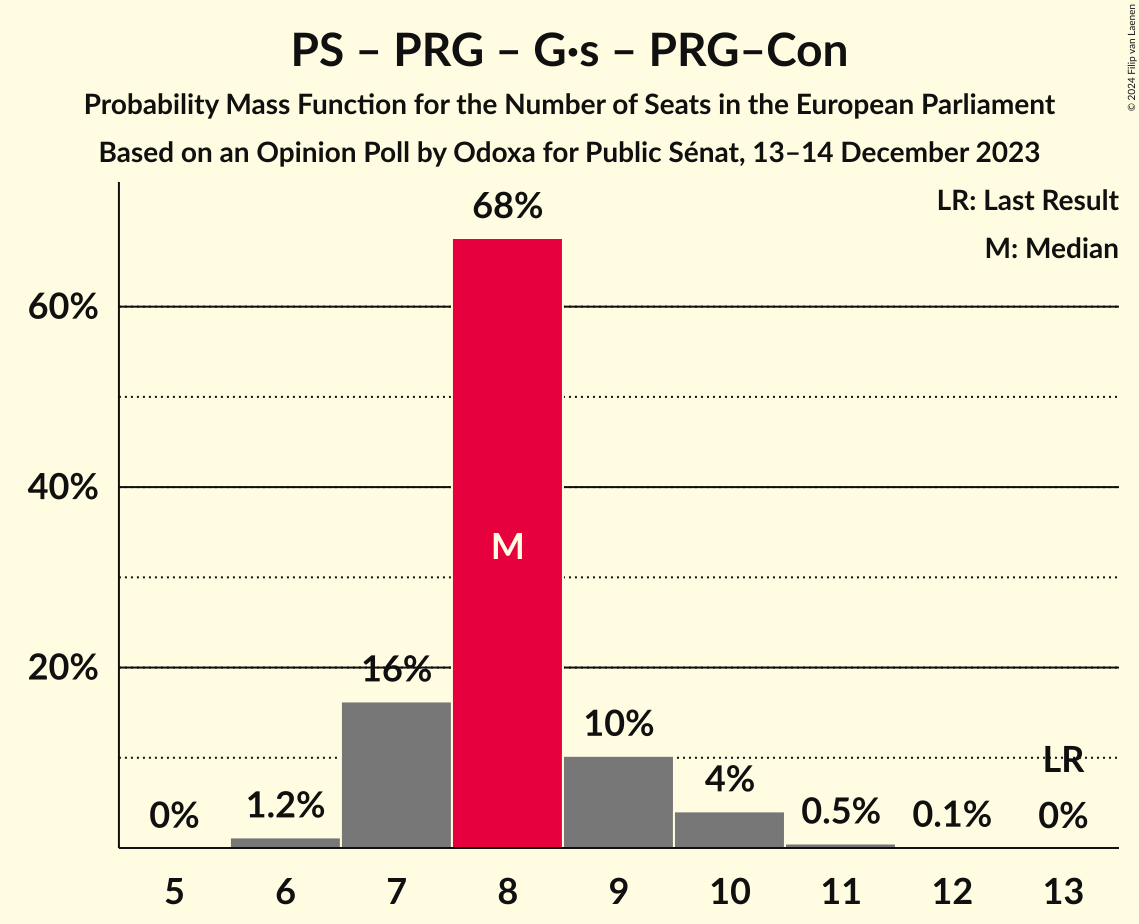 PS – PRG – G·s – PRG–Con
Probability Mass Function for the Number of Seats in the European Parliament
Based on an Opinion Poll by Odoxa for Public Sénat, 13–14 December 2023
© 2024 Filip van Laenen
LR: Last Result
M: Median
68%
60%
40%
M
20%
16%
10%
LR
4%
0%
1.2%
0.5%
0.1%
0%
5
6
7
8
9
10
11
12
13